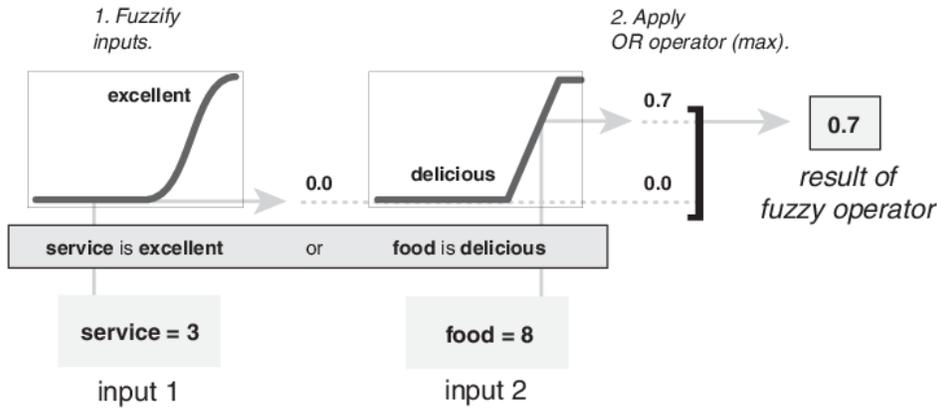 1. Fuzzify
inputs.
2. Apply
OR operator (max).
excellent
delicious
0.0
0.7
0.0
0.7
result of
fuzzy operator
service is excellent or food is delicious
service = 3
food = 8
input 1
input 2